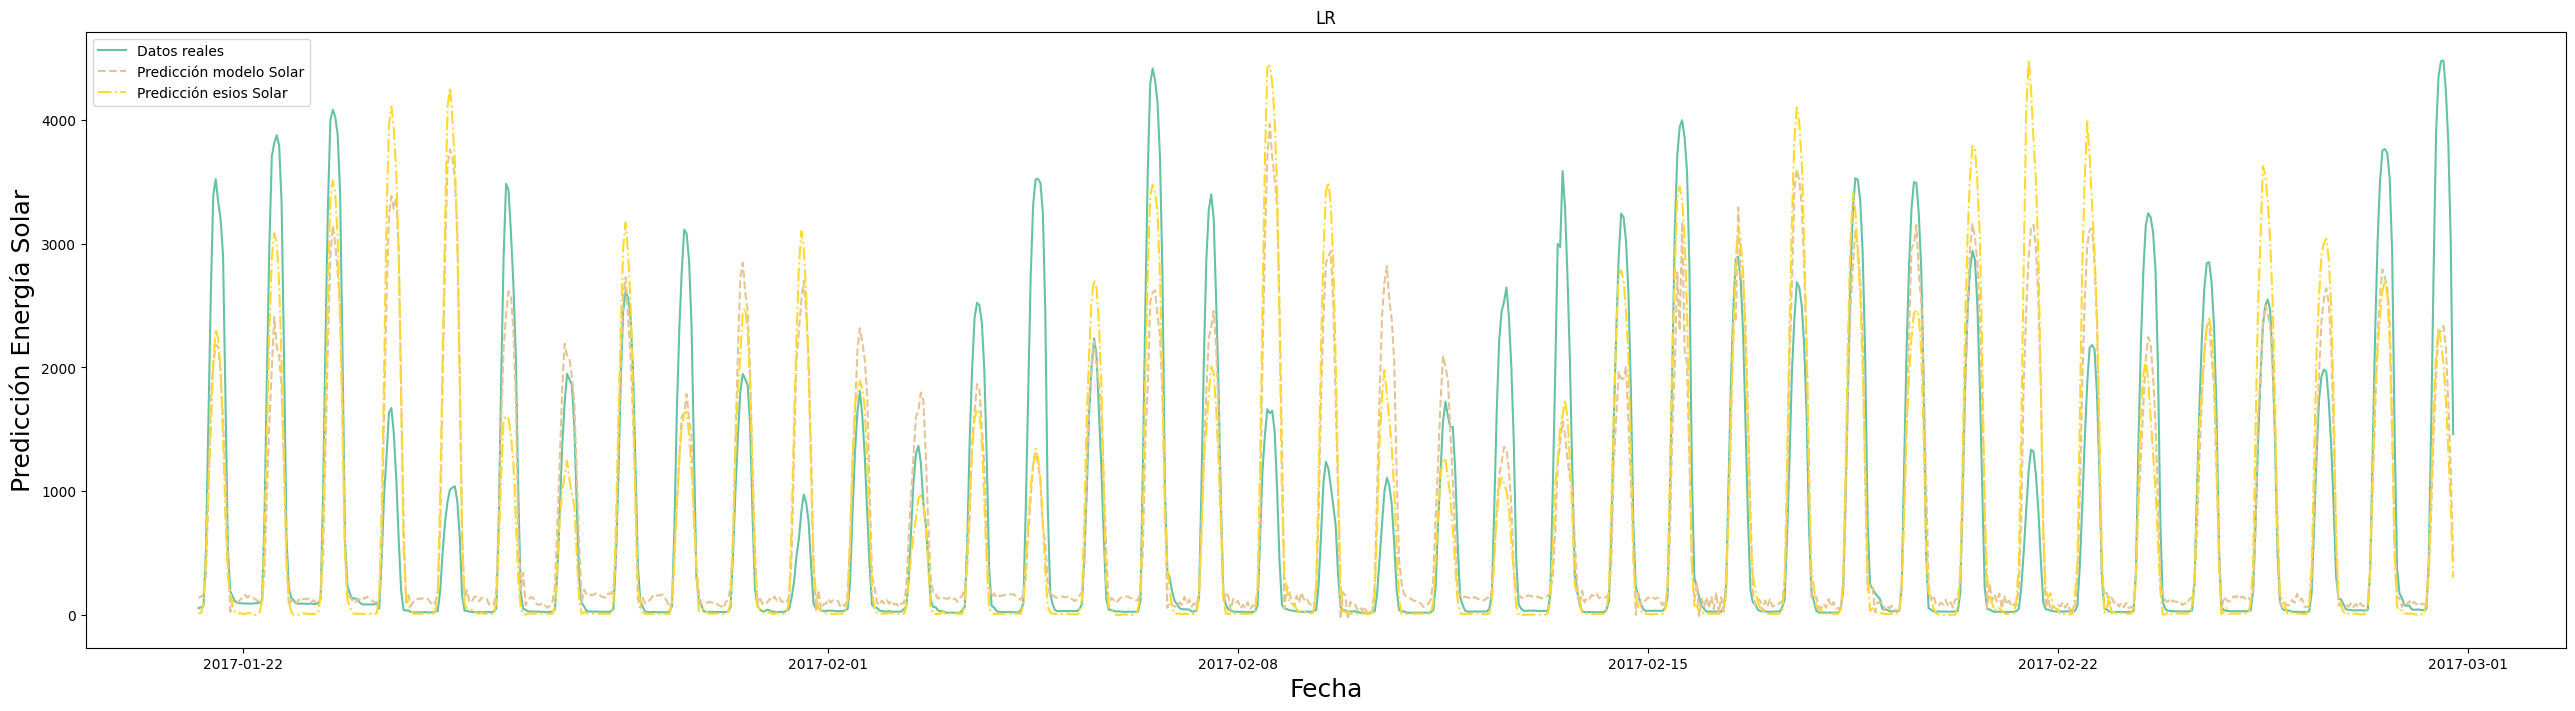 LR
Datos reales
Predicción modelo Solar
Predicción esios Solar
Predicción Energía Solar
4000
3000
2000
1000
0
2017-01-22
2017-02-01
2017-02-08
2017-02-15
2017-02-22
2017-03-01
Fecha